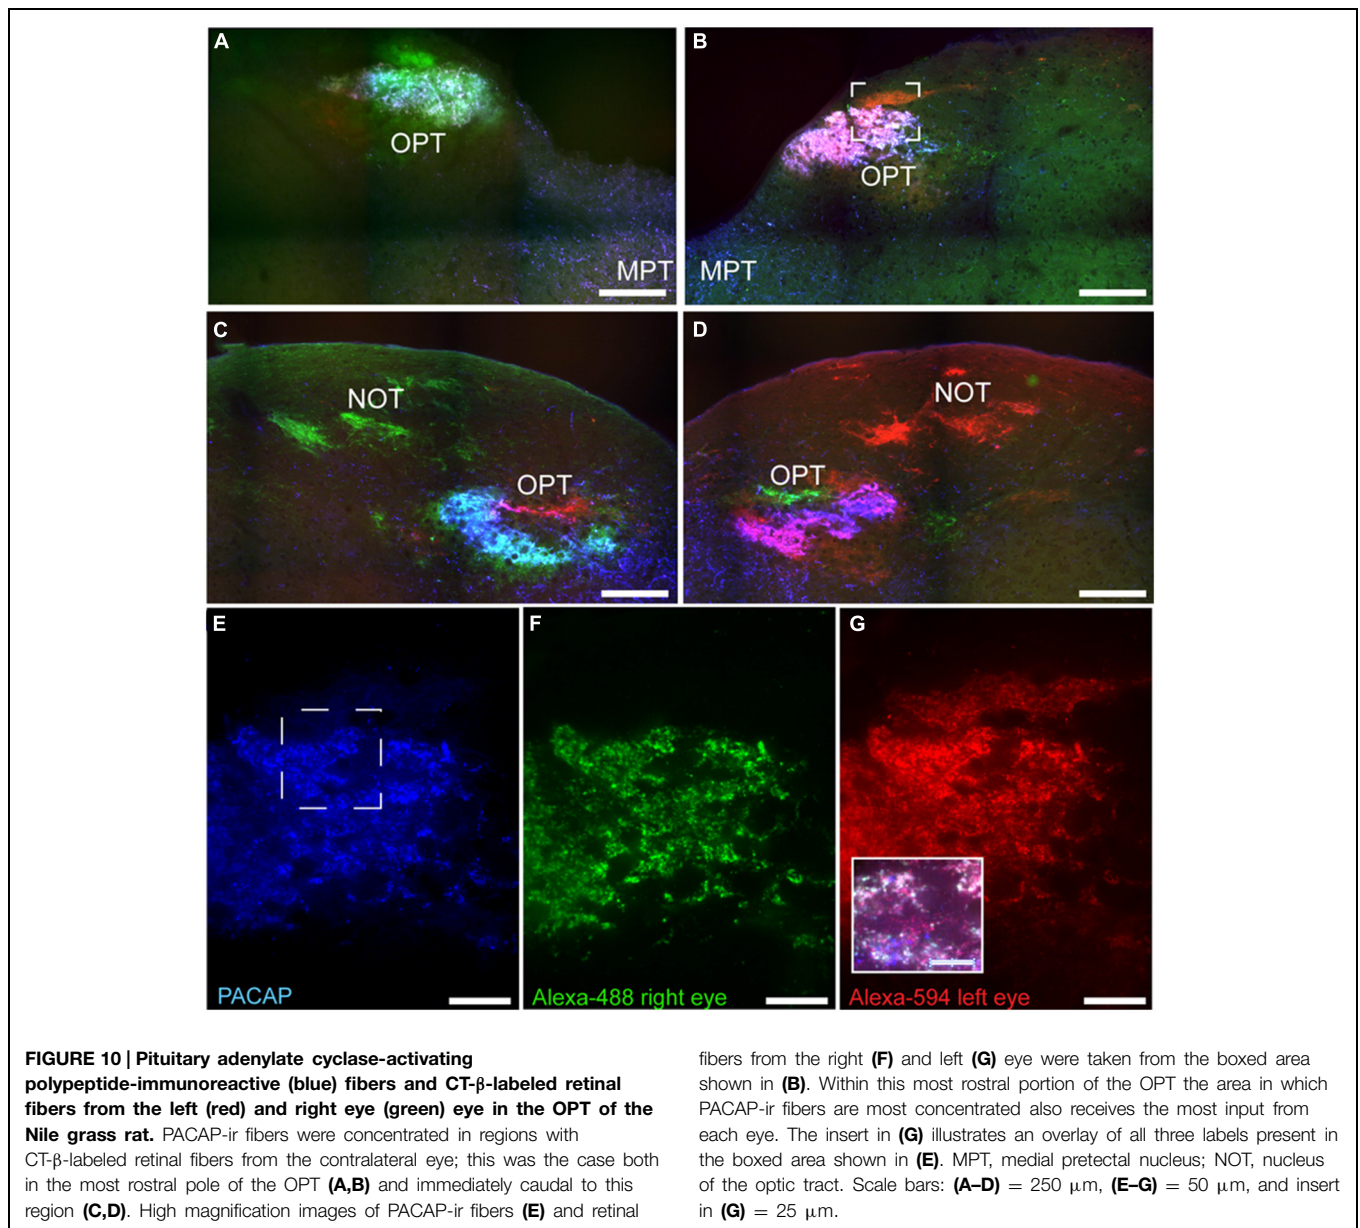 A
OPT
MPT
B
OPT
MPT
C
NOT
OPT
D
NOT
OPT
E
PACAP
F
Alexa-488 right eye
G
Alexa-594 left eye
FIGURE 10 | Pituitary adenylate cyclase-activating
polypeptide-immunoreactive (blue) fibers and CT-β-labeled retinal
fibers from the left (red) and right eye (green) eye in the OPT of the
Nile grass rat. PACAP-ir fibers were concentrated in regions with
CT-β-labeled retinal fibers from the contralateral eye; this was the case both
in the most rostral pole of the OPT (A,B) and immediately caudal to this
region (C,D). High magnification images of PACAP-ir fibers (E) and retinal
fibers from the right (F) and left (G) eye were taken from the boxed area
shown in (B). Within this most rostral portion of the OPT the area in which
PACAP-ir fibers are most concentrated also receives the most input from
each eye. The insert in (G) illustrates an overlay of all three labels present in
the boxed area shown in (E). MPT, medial pretectal nucleus; NOT, nucleus
of the optic tract. Scale bars: (A–D) = 250 μm, (E–G) = 50 μm, and insert
in (G) = 25 μm.